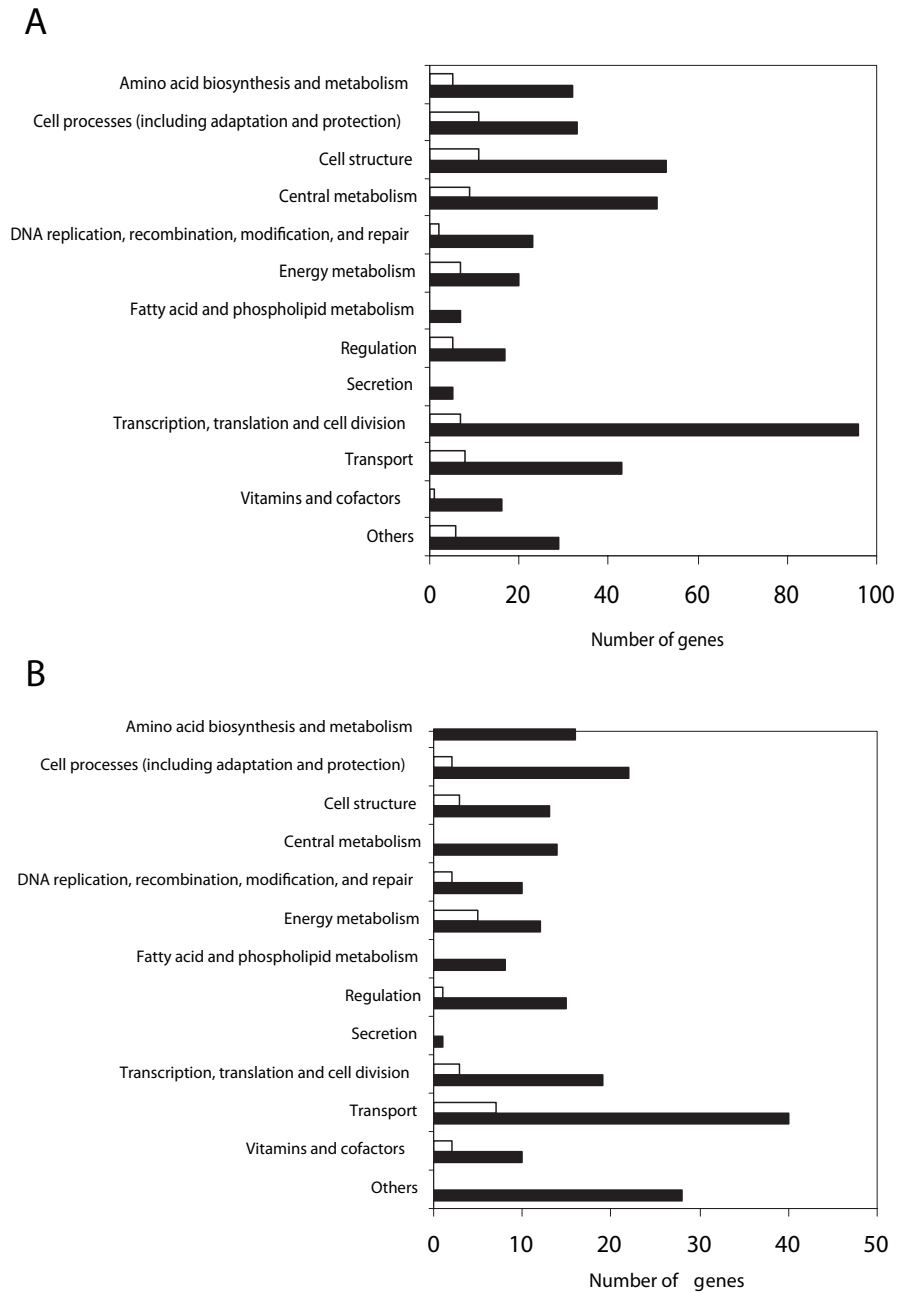 A
Amino acid biosynthesis and metabolism
Cell processes (including adaptation and protection)
Cell structure
Central metabolism
DNA replication, recombination, modification, and repair
Energy metabolism
Fatty acid and phospholipid metabolism
Regulation
Secretion
Transcription, translation and cell division
Transport
Vitamins and cofactors
Others
0 20 40 60 80 100
Number of genes
B
Amino acid biosynthesis and metabolism
Cell processes (including adaptation and protection)
Cell structure
Central metabolism
DNA replication, recombination, modification, and repair
Energy metabolism
Fatty acid and phospholipid metabolism
Regulation
Secretion
Transcription, translation and cell division
Transport
Vitamins and cofactors
Others
0 10 20 30 40 50
Number of genes